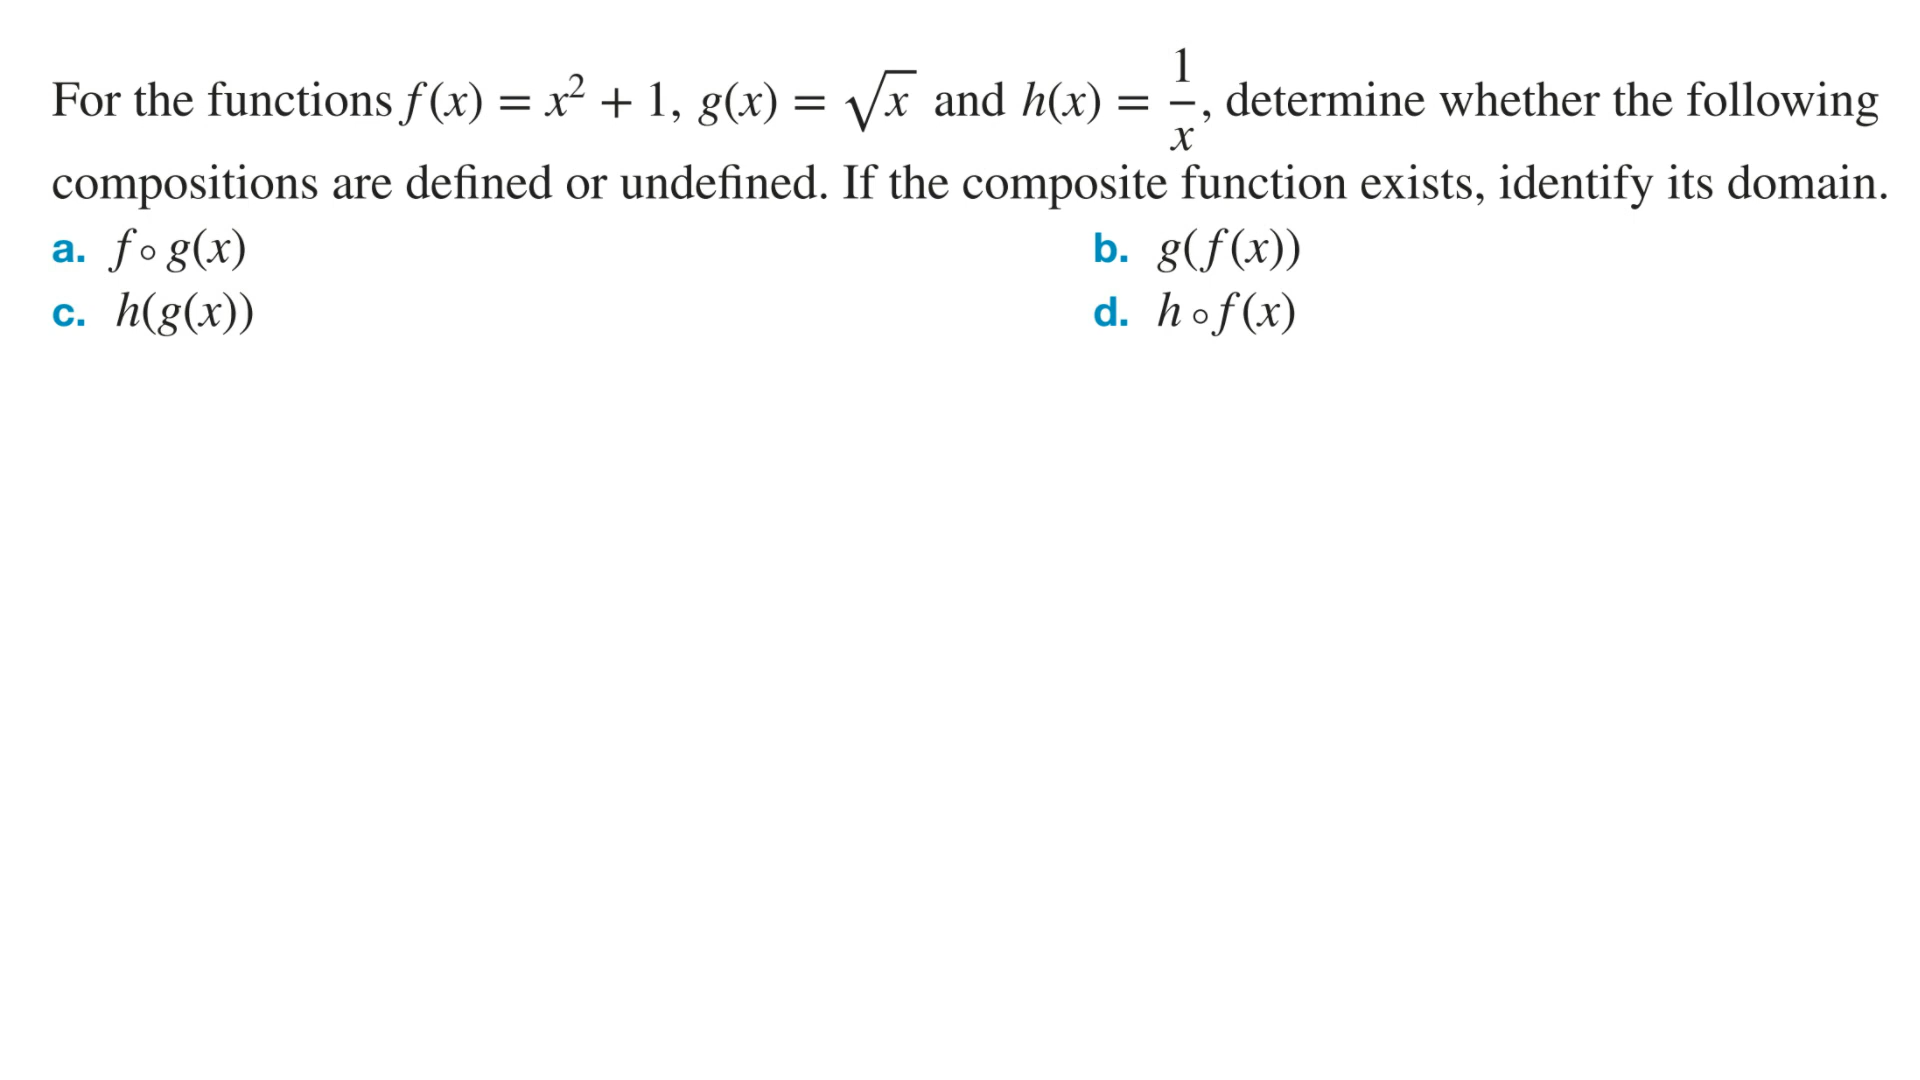 For the functions f(x) = x² + 1, g(x) = √x and h(x) = 1/x, determine whether the following
compositions are defined or undefined. If the composite function exists, identify its domain.
a. f ∘ g(x) b. g(f(x))
c. h(g(x)) d. h ∘ f(x)